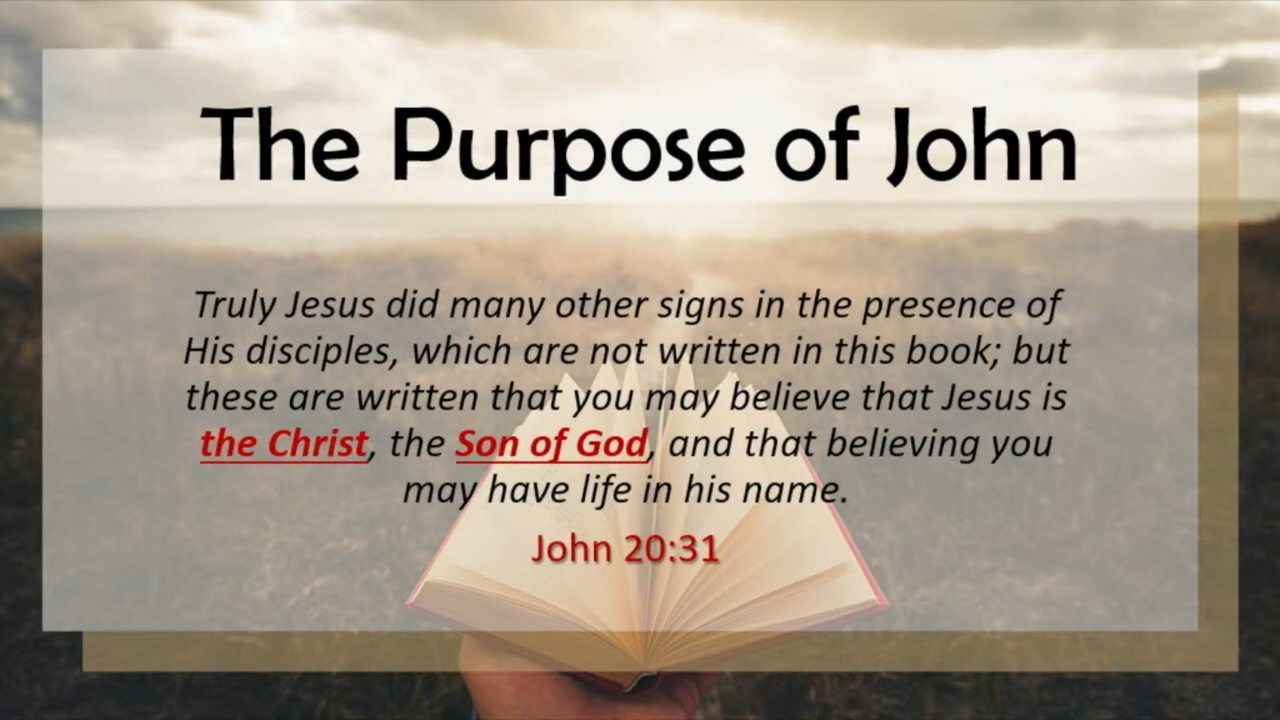 The Purpose of John
Truly Jesus did many other signs in the presence of
His disciples, which are not written in this book; but
these are written that you may believe that Jesus is
the Christ, the Son of God, and that believing you
may have life in his name.
John 20:31